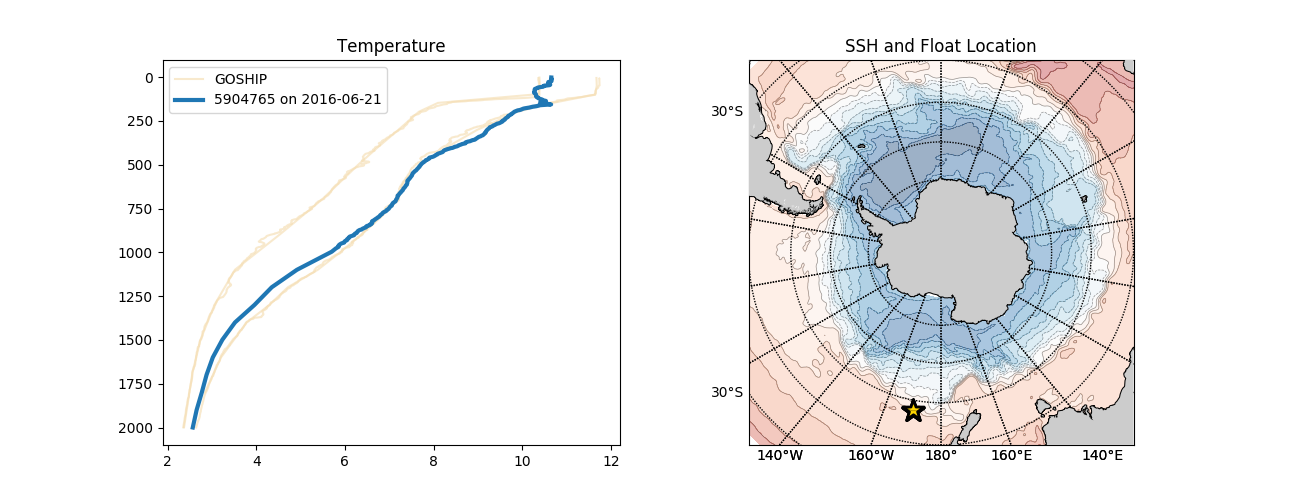 Temperature
GOSHIP
5904765 on 2016-06-21
0
250
500
750
1000
1250
1500
1750
2000
2
4
6
8
10
12
SSH and Float Location
30°S
30°S
140°W
160°W
180°
160°E
140°E